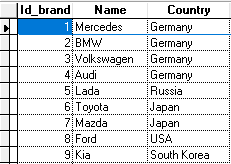 Id_brand Name Country
1 Mercedes Germany
2 BMW Germany
3 Volkswagen Germany
4 Audi Germany
5 Lada Russia
6 Toyota Japan
7 Mazda Japan
8 Ford USA
9 Kia South Korea